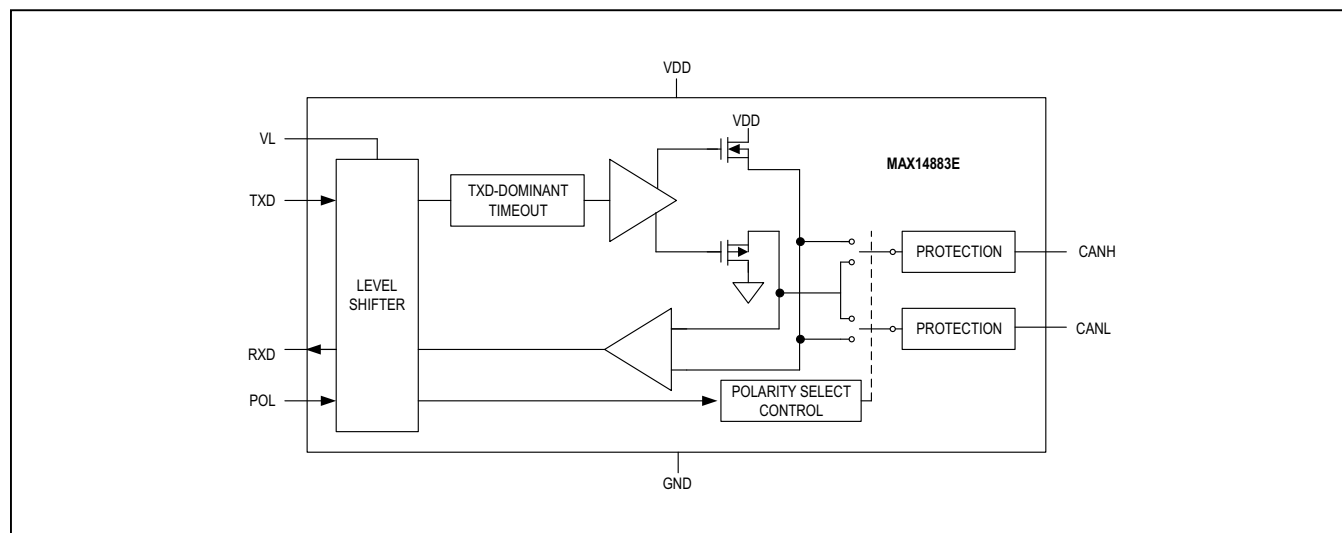 VDD
VL
VDD
MAX14883E
TXD
TXD-DOMINANT
TIMEOUT
PROTECTION
CANH
LEVEL
SHIFTER
PROTECTION
CANL
RXD
POL
POLARITY SELECT
CONTROL
GND